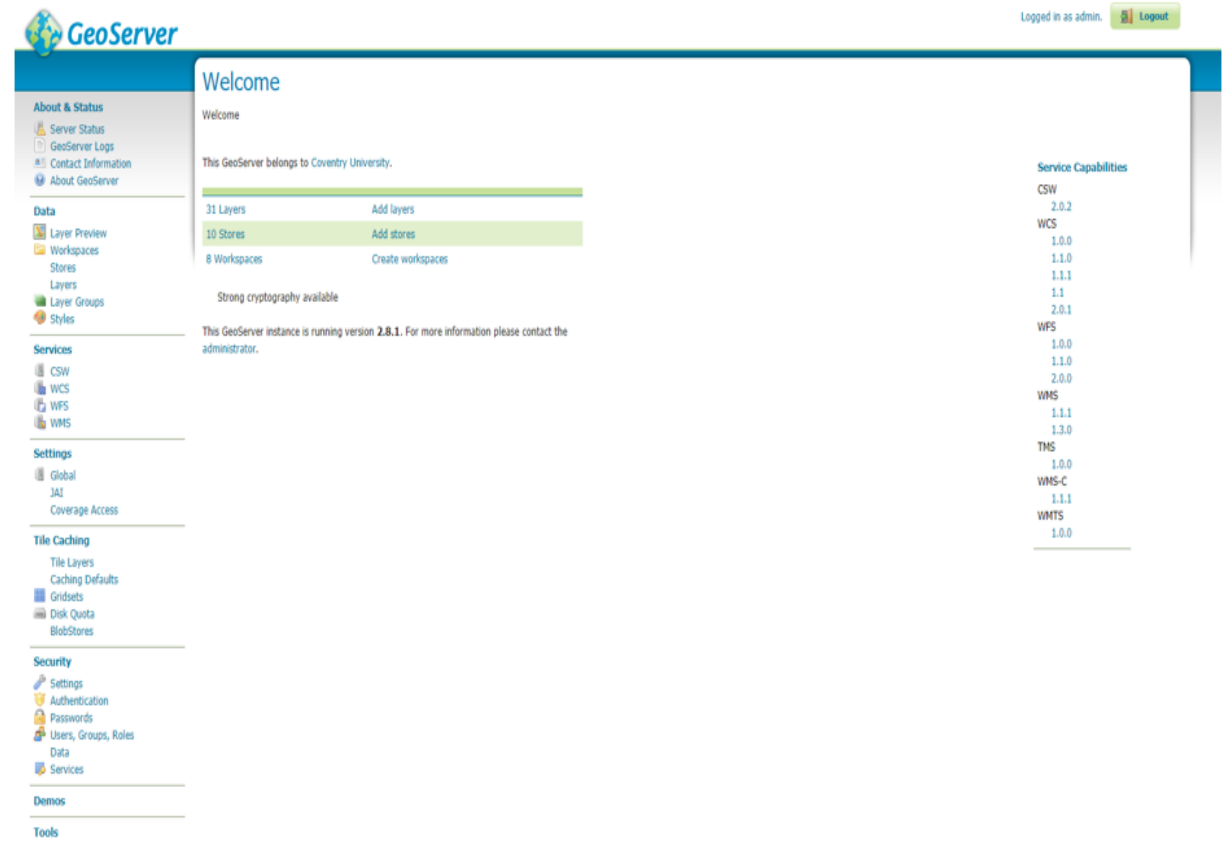 GeoServer
Logged in as admin.
Logout
Welcome
Welcome
This GeoServer belongs to Coventry University.
31 Layers Add layers
10 Stores Add stores
8 Workspaces Create workspaces
Strong cryptography available
This GeoServer instance is running version 2.8.1. For more information please contact the
administrator.
About & Status
Server Status
GeoServer Logs
Contact Information
About GeoServer
Data
Layer Preview
Workspaces
Stores
Layers
Layer Groups
Styles
Services
CSW
WCS
WFS
WMS
Settings
Global
JAI
Coverage Access
Tile Caching
Tile Layers
Caching Defaults
Gridsets
Disk Quota
BlobStores
Security
Settings
Authentication
Passwords
Users, Groups, Roles
Data
Services
Demos
Tools
Service Capabilities
CSW
2.0.2
WCS
1.0.0
1.1.0
1.1.1
1.1
2.0.1
WFS
1.0.0
1.1.0
2.0.0
WMS
1.1.1
1.3.0
TMS
1.0.0
WMS-C
1.1.1
WMTS
1.0.0